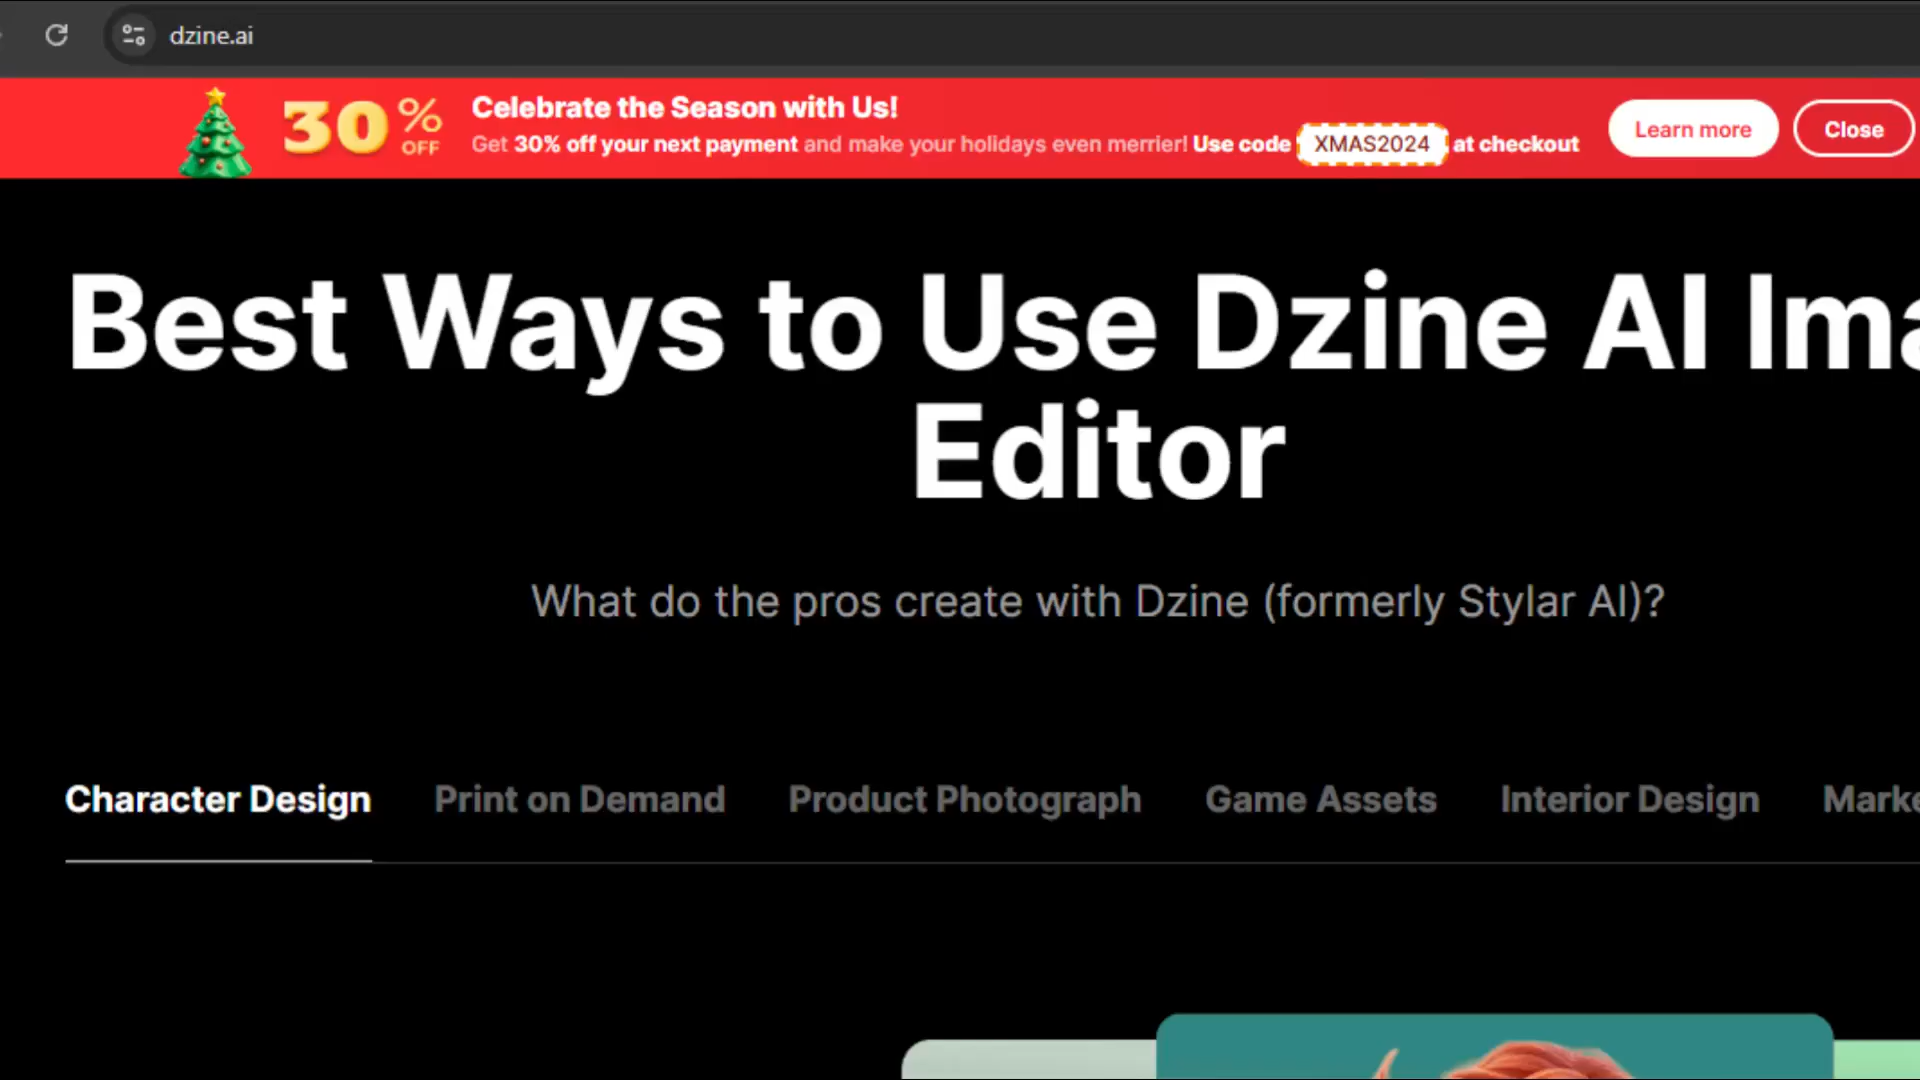 dzine.ai
30% OFF
Celebrate the Season with Us!
Get 30% off your next payment and make your holidays even merrier! Use code XMAS2024 at checkout
Learn more
Close
Best Ways to Use Dzine AI Ima
Editor
What do the pros create with Dzine (formerly Stylar AI)?
Character Design Print on Demand Product Photograph Game Assets Interior Design Marke